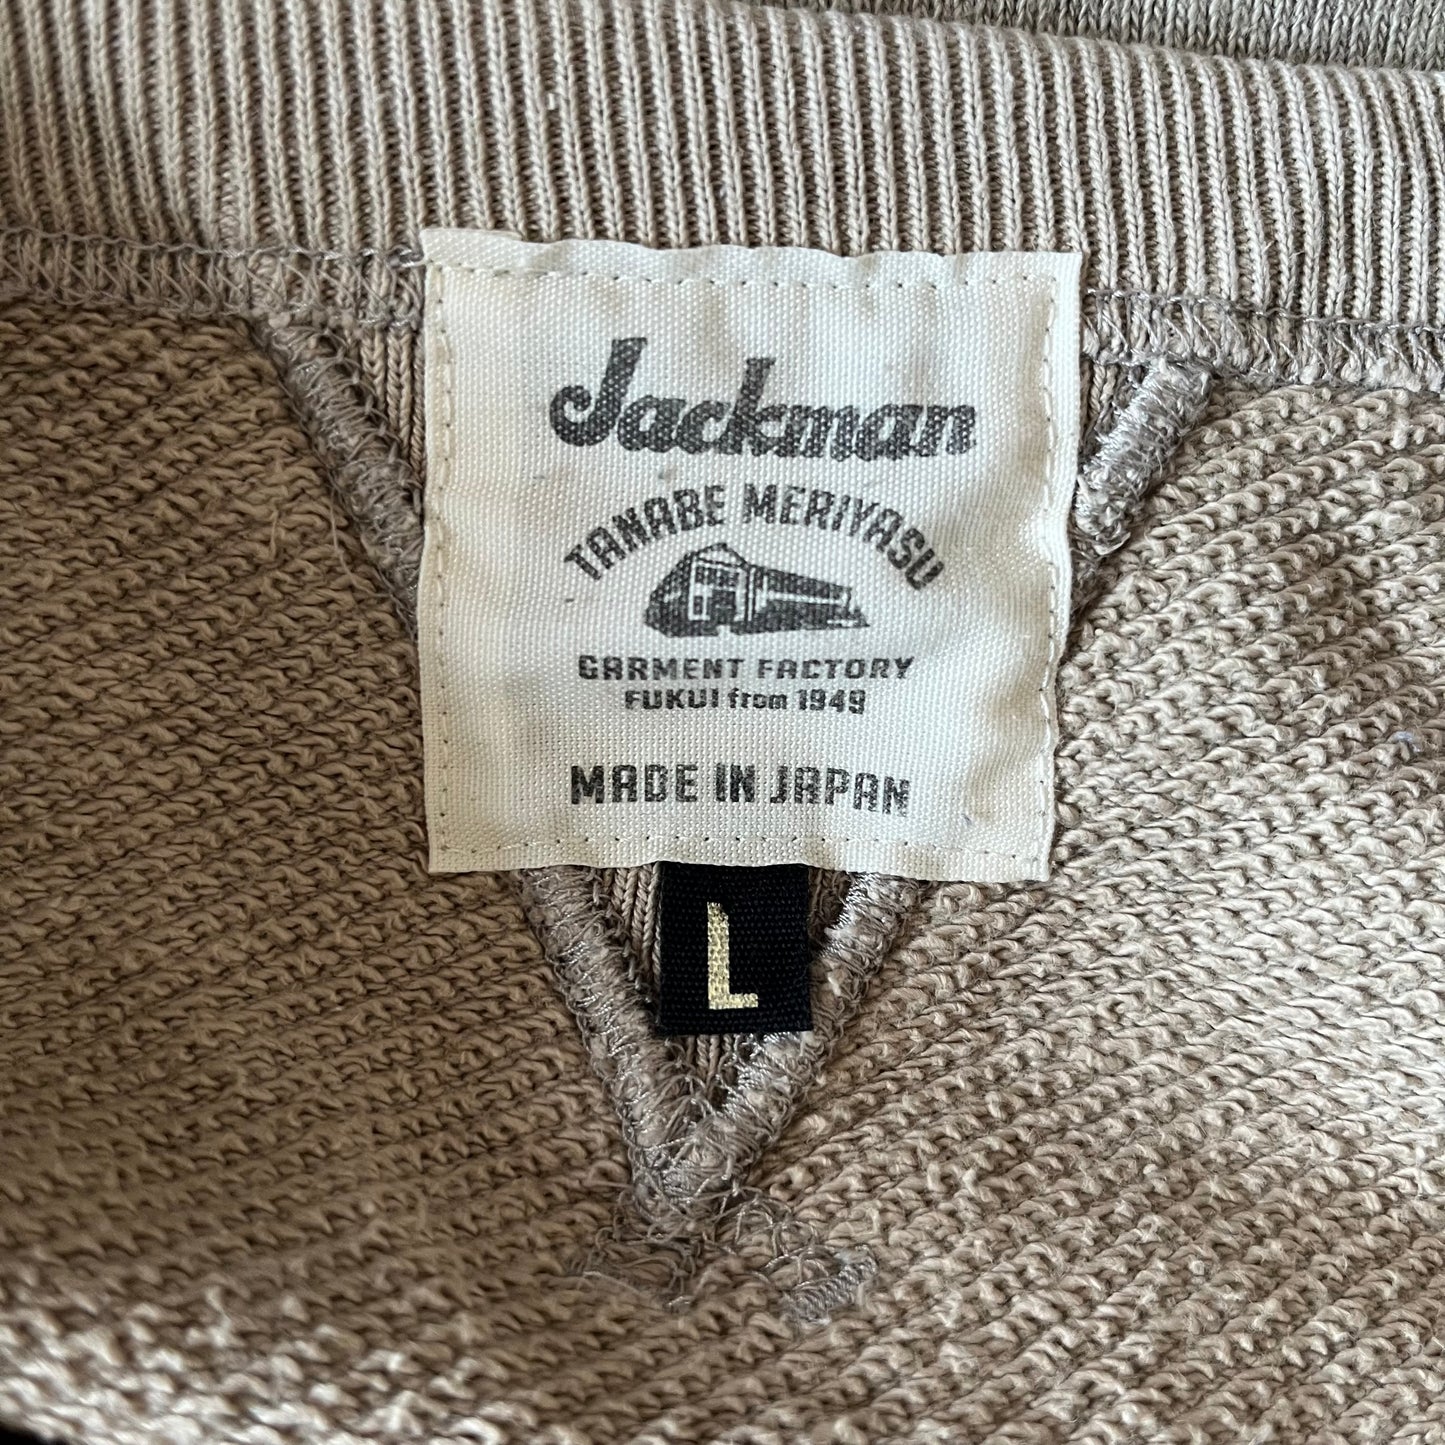 Jackman
TANABE MERIYASU
GARMENT FACTORY
FUKUI from 1949
MADE IN JAPAN
L